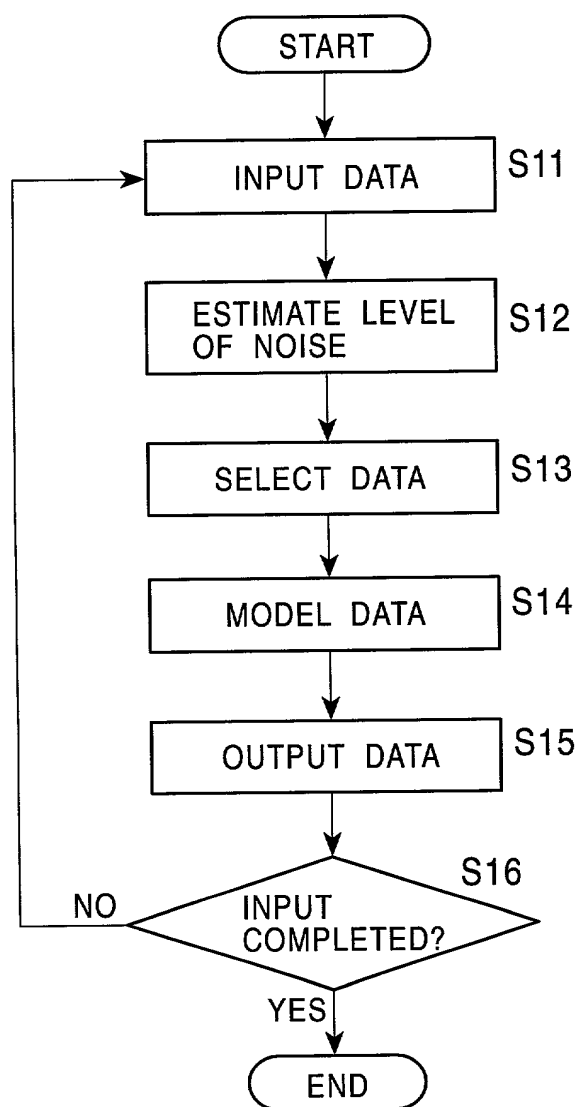 START
INPUT DATA
S11
ESTIMATE LEVEL
OF NOISE
S12
SELECT DATA
S13
MODEL DATA
S14
OUTPUT DATA
S15
S16
INPUT
COMPLETED?
NO
YES
END